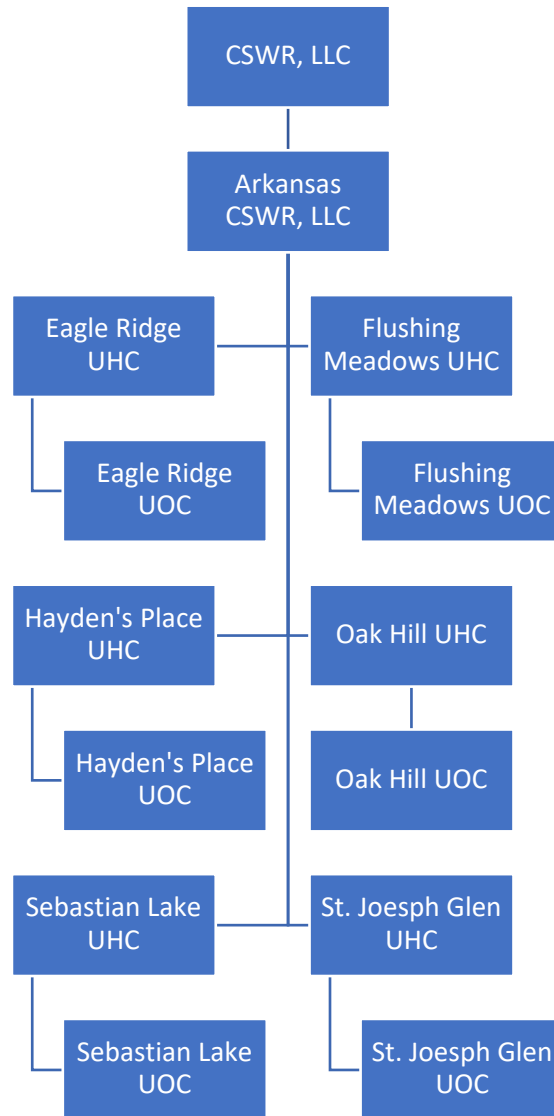 CSWR, LLC
Arkansas
CSWR, LLC
Eagle Ridge
UHC
Flushing
Meadows UHC
Eagle Ridge
UOC
Flushing
Meadows UOC
Hayden's Place
UHC
Oak Hill UHC
Hayden's Place
UOC
Oak Hill UOC
Sebastian Lake
UHC
St. Joesph Glen
UHC
Sebastian Lake
UOC
St. Joesph Glen
UOC